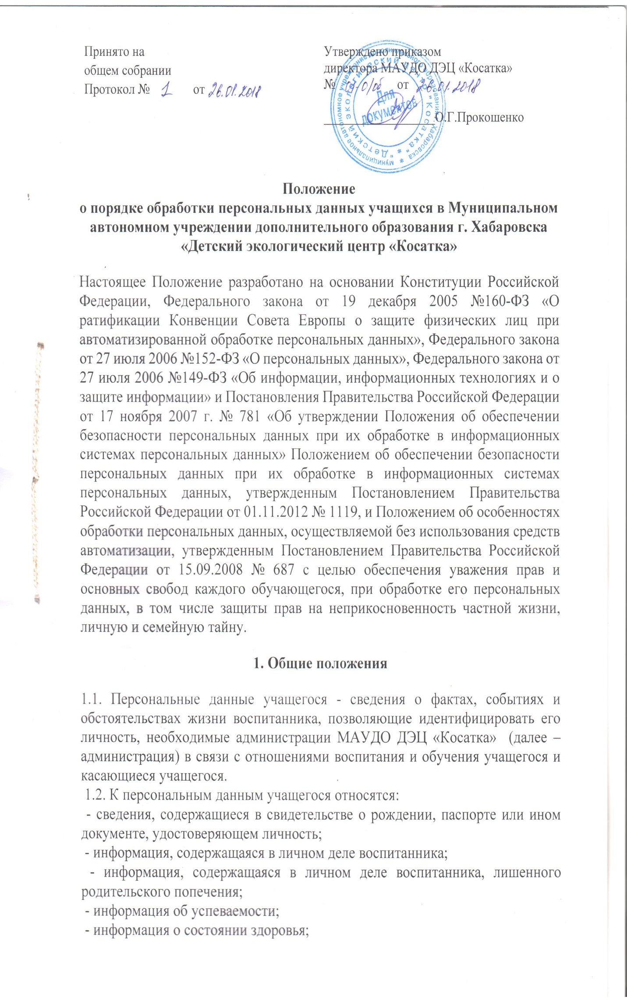 Принято на
общем собрании
Протокол № 1 от 26.01.2018
Утверждено приказом
директора МАУДО ДЭЦ «Косатка»
№ от 26.01.2018
О.Г.Прокошенко
Муниципальное автономное учреждение дополнительного образования г. Хабаровска *
"Детский экологический центр "Косатка" *
Для
документов
Положение
о порядке обработки персональных данных учащихся в Муниципальном
автономном учреждении дополнительного образования г. Хабаровска
«Детский экологический центр «Косатка»
Настоящее Положение разработано на основании Конституции Российской
Федерации, Федерального закона от 19 декабря 2005 №160-ФЗ «О
ратификации Конвенции Совета Европы о защите физических лиц при
автоматизированной обработке персональных данных», Федерального закона
от 27 июля 2006 №152-ФЗ «О персональных данных», Федерального закона от
27 июля 2006 №149-ФЗ «Об информации, информационных технологиях и о
защите информации» и Постановления Правительства Российской Федерации
от 17 ноября 2007 г. № 781 «Об утверждении Положения об обеспечении
безопасности персональных данных при их обработке в информационных
системах персональных данных» Положением об обеспечении безопасности
персональных данных при их обработке в информационных системах
персональных данных, утвержденным Постановлением Правительства
Российской Федерации от 01.11.2012 № 1119, и Положением об особенностях
обработки персональных данных, осуществляемой без использования средств
автоматизации, утвержденным Постановлением Правительства Российской
Федерации от 15.09.2008 № 687 с целью обеспечения уважения прав и
основных свобод каждого обучающегося, при обработке его персональных
данных, в том числе защиты прав на неприкосновенность частной жизни,
личную и семейную тайну.
1. Общие положения
1.1. Персональные данные учащегося - сведения о фактах, событиях и
обстоятельствах жизни воспитанника, позволяющие идентифицировать его
личность, необходимые администрации МАУДО ДЭЦ «Косатка» (далее –
администрация) в связи с отношениями воспитания и обучения учащегося и
касающиеся учащегося.
1.2. К персональным данным учащегося относятся:
- сведения, содержащиеся в свидетельстве о рождении, паспорте или ином
документе, удостоверяющем личность;
- информация, содержащаяся в личном деле воспитанника;
- информация, содержащаяся в личном деле воспитанника, лишенного
родительского попечения;
- информация об успеваемости;
- информация о состоянии здоровья;